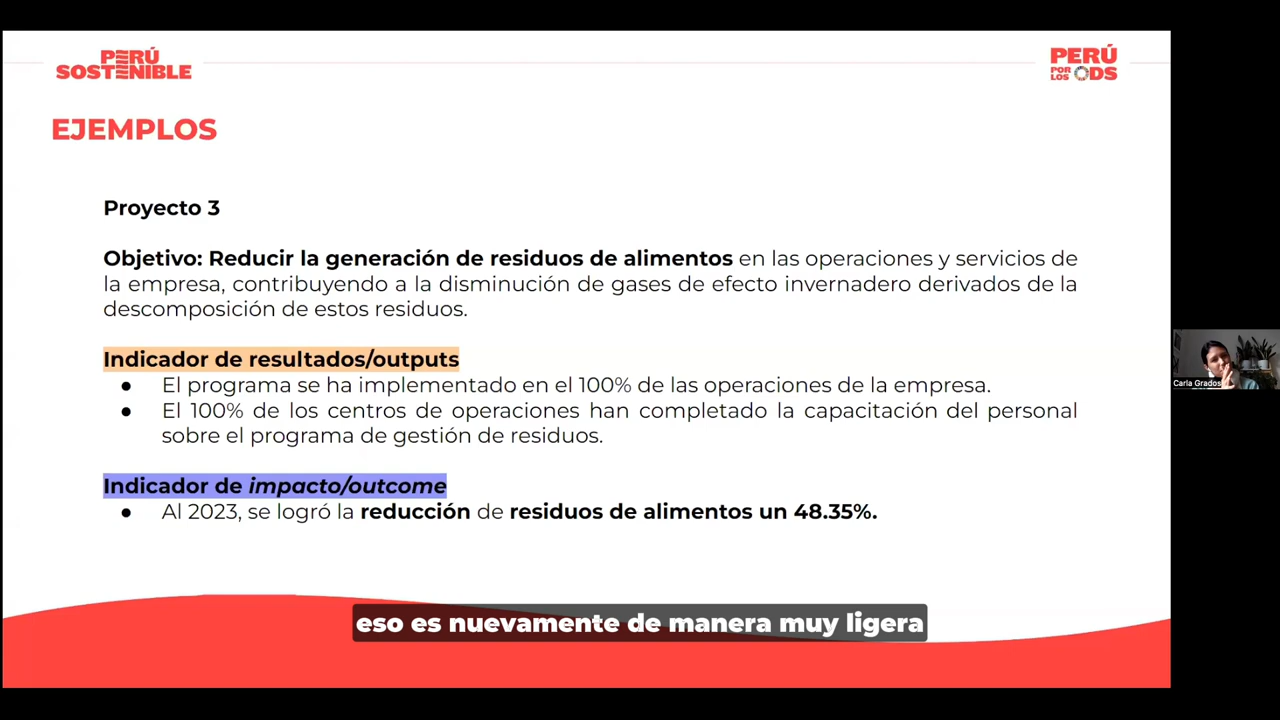 PERÚ
SOSTENIBLE
PERÚ
POR
LOS ODS
EJEMPLOS
Proyecto 3
Objetivo: Reducir la generación de residuos de alimentos en las operaciones y servicios de
la empresa, contribuyendo a la disminución de gases de efecto invernadero derivados de la
descomposición de estos residuos.
Indicador de resultados/outputs
● El programa se ha implementado en el 100% de las operaciones de la empresa.
● El 100% de los centros de operaciones han completado la capacitación del personal
sobre el programa de gestión de residuos.
Indicador de impacto/outcome
● Al 2023, se logró la reducción de residuos de alimentos un 48.35%.
Carla Grados
eso es nuevamente de manera muy ligera